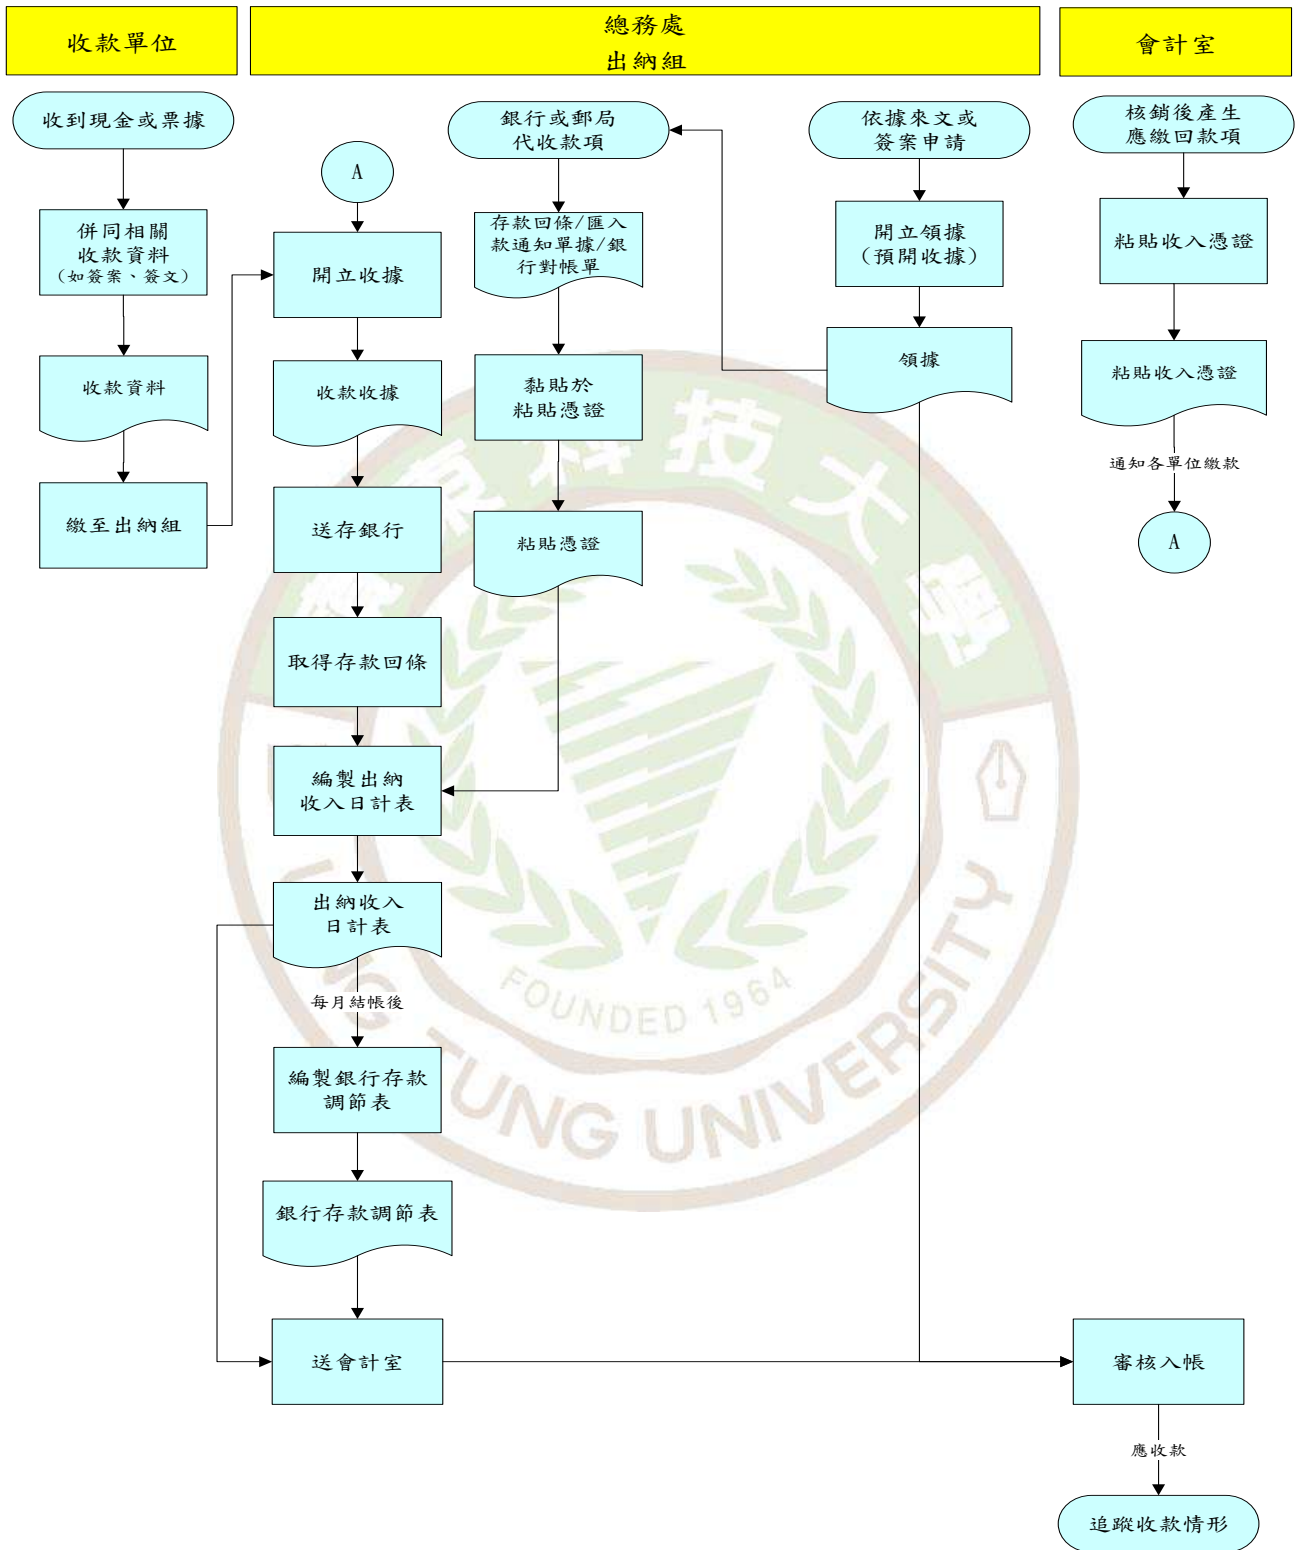 收款單位
總務處
出納組
會計室
收到現金或票據
併同相關
收款資料
(如簽案、簽文)
收款資料
繳至出納組
A
開立收據
收款收據
送存銀行
取得存款回條
編製出納
收入日計表
出納收入
日計表
每月結帳後
編製銀行存款
調節表
銀行存款調節表
送會計室
銀行或郵局
代收款項
存款回條/匯入
款通知單據/銀
行對帳單
黏貼於
粘貼憑證
粘貼憑證
依據來文或
簽案申請
開立領據
(預開收據)
領據
核銷後產生
應繳回款項
粘貼收入憑證
粘貼收入憑證
通知各單位繳款
A
審核入帳
應收款
追蹤收款情形
科技大學
TUNG UNIVERSITY
FOUNDED 1964